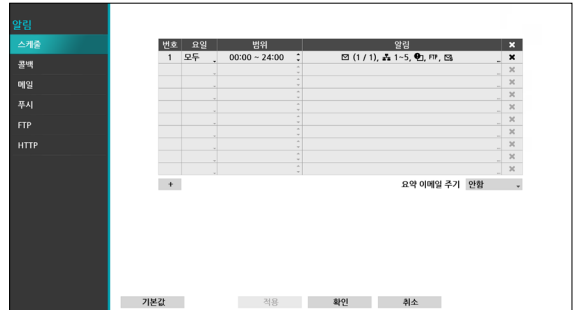 알림
스케줄
콜백
메일
푸시
FTP
HTTP
번호 요일 범위 알림
1 모두 00:00 ~ 24:00 (1 / 1), 1~5, FTP,
+
요약 이메일 주기 안함
기본값 적용 확인 취소